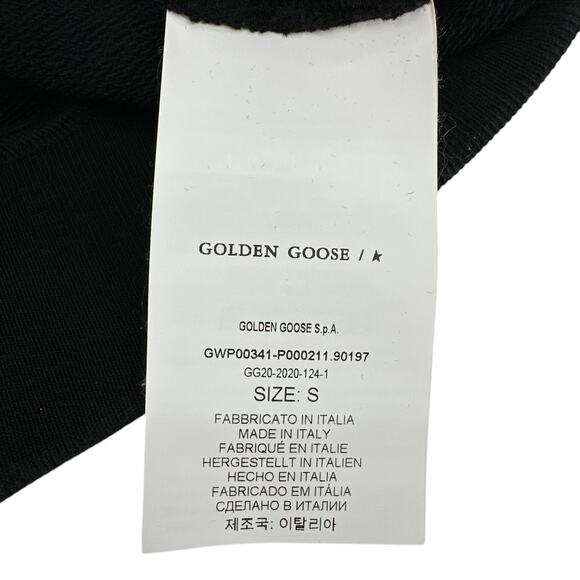 GOLDEN GOOSE / ★
GOLDEN GOOSE S.p.A.
GWP00341-P000211.90197
GG20-2020-124-1
SIZE: S
FABBRICATO IN ITALIA
MADE IN ITALY
FABRIQUÉ EN ITALIE
HERGESTELLT IN ITALIEN
HECHO EN ITALIA
FABRICADO EM ITÁLIA
СДЕЛАНО В ИТАЛИИ
제조국: 이탈리아